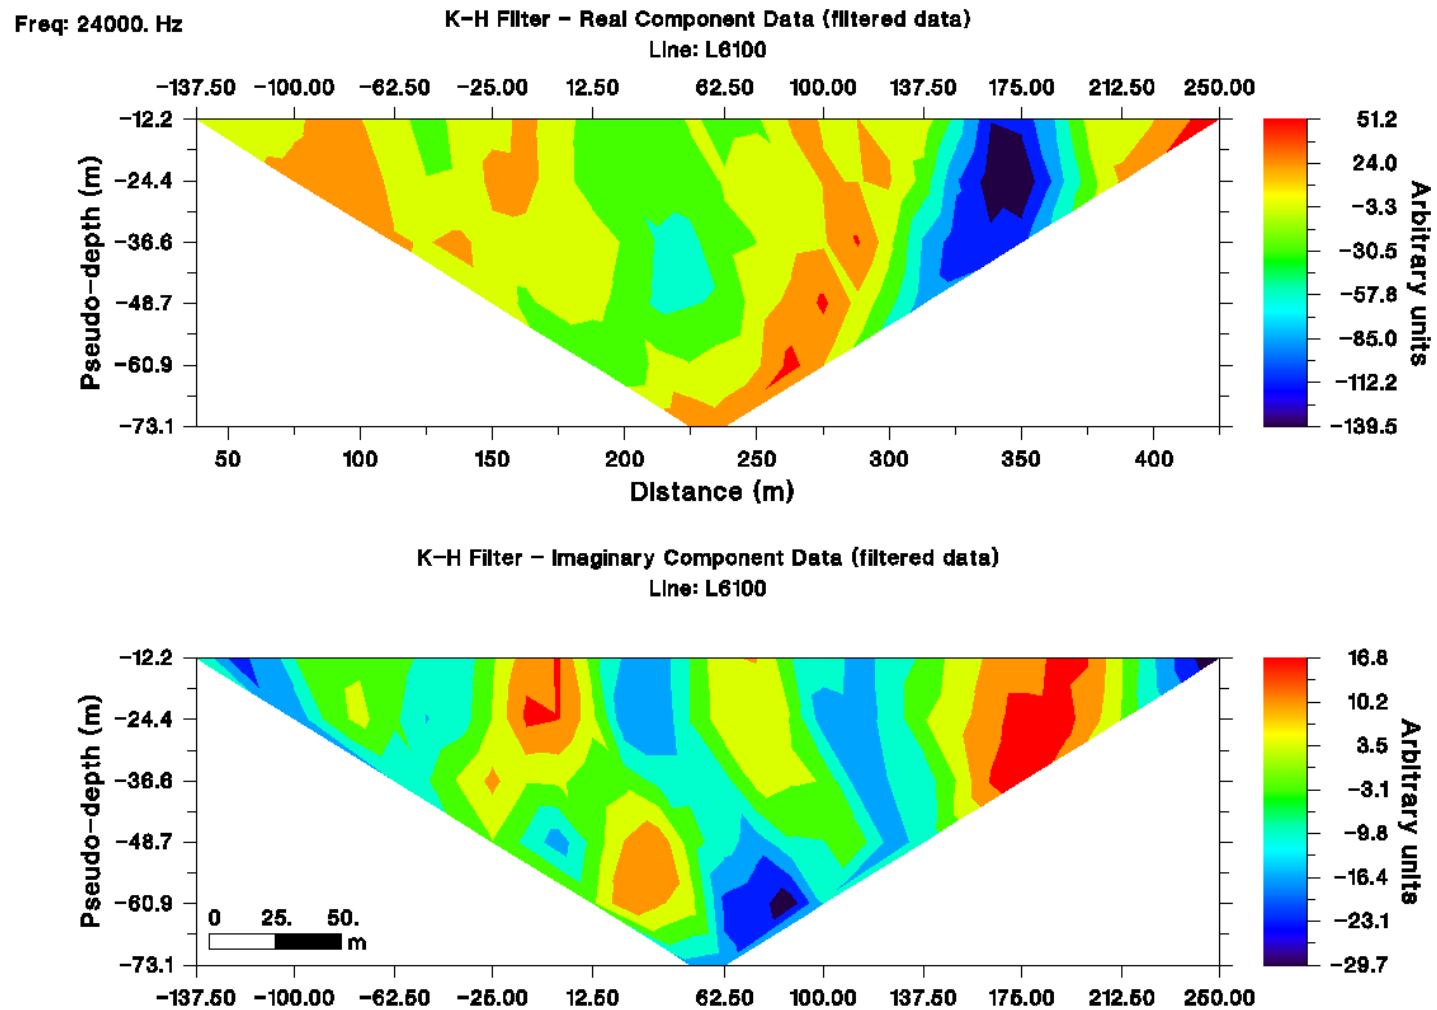 Freq: 24000. Hz
K-H Filter - Real Component Data (filtered data)
Line: L6100
-137.50 -100.00 -62.50 -25.00 12.50 62.50 100.00 137.50 175.00 212.50 250.00
Pseudo-depth (m)
-12.2
-24.4
-36.6
-48.7
-60.9
-73.1
50 100 150 200 250 300 350 400
Distance (m)
51.2
24.0
-3.3
-30.5
-57.8
-85.0
-112.2
-139.5
Arbitrary units
K-H Filter - Imaginary Component Data (filtered data)
Line: L6100
Pseudo-depth (m)
-12.2
-24.4
-36.6
-48.7
-60.9
-73.1
0 25. 50.
m
-137.50 -100.00 -62.50 -25.00 12.50 62.50 100.00 137.50 175.00 212.50 250.00
16.8
10.2
3.5
-3.1
-9.8
-16.4
-23.1
-29.7
Arbitrary units